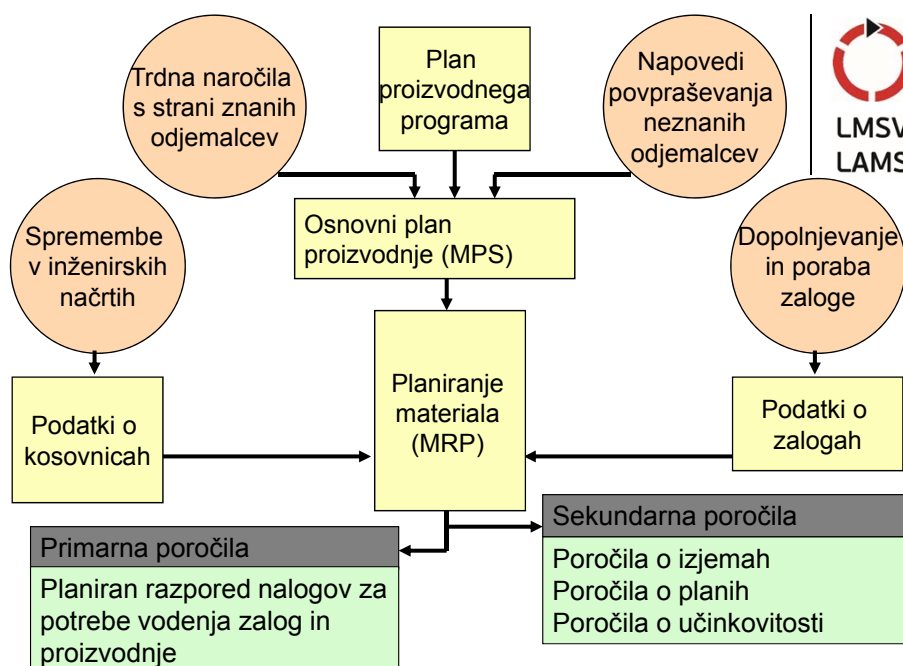 Trdna naročila
s strani znanih
odjemalcev
Plan
proizvodnega
programa
Napovedi
povpraševanja
neznanih
odjemalcev
LMSV
LAMS
Spremembe
v inženirskih
načrtih
Osnovni plan
proizvodnje (MPS)
Dopolnjevanje
in poraba
zaloge
Podatki o
kosovnicah
Planiranje
materiala
(MRP)
Podatki o
zalogah
Primarna poročila
Planiran razpored nalogov za
potrebe vodenja zalog in
proizvodnje
Sekundarna poročila
Poročila o izjemah
Poročila o planih
Poročila o učinkovitosti